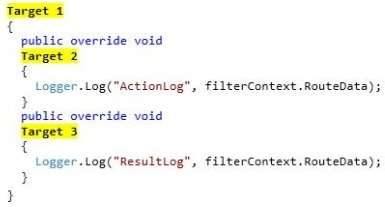 Target 1
{
public override void
Target 2
{
Logger.Log("ActionLog", filterContext.RouteData);
}
public override void
Target 3
{
Logger.Log("ResultLog", filterContext.RouteData);
}
}